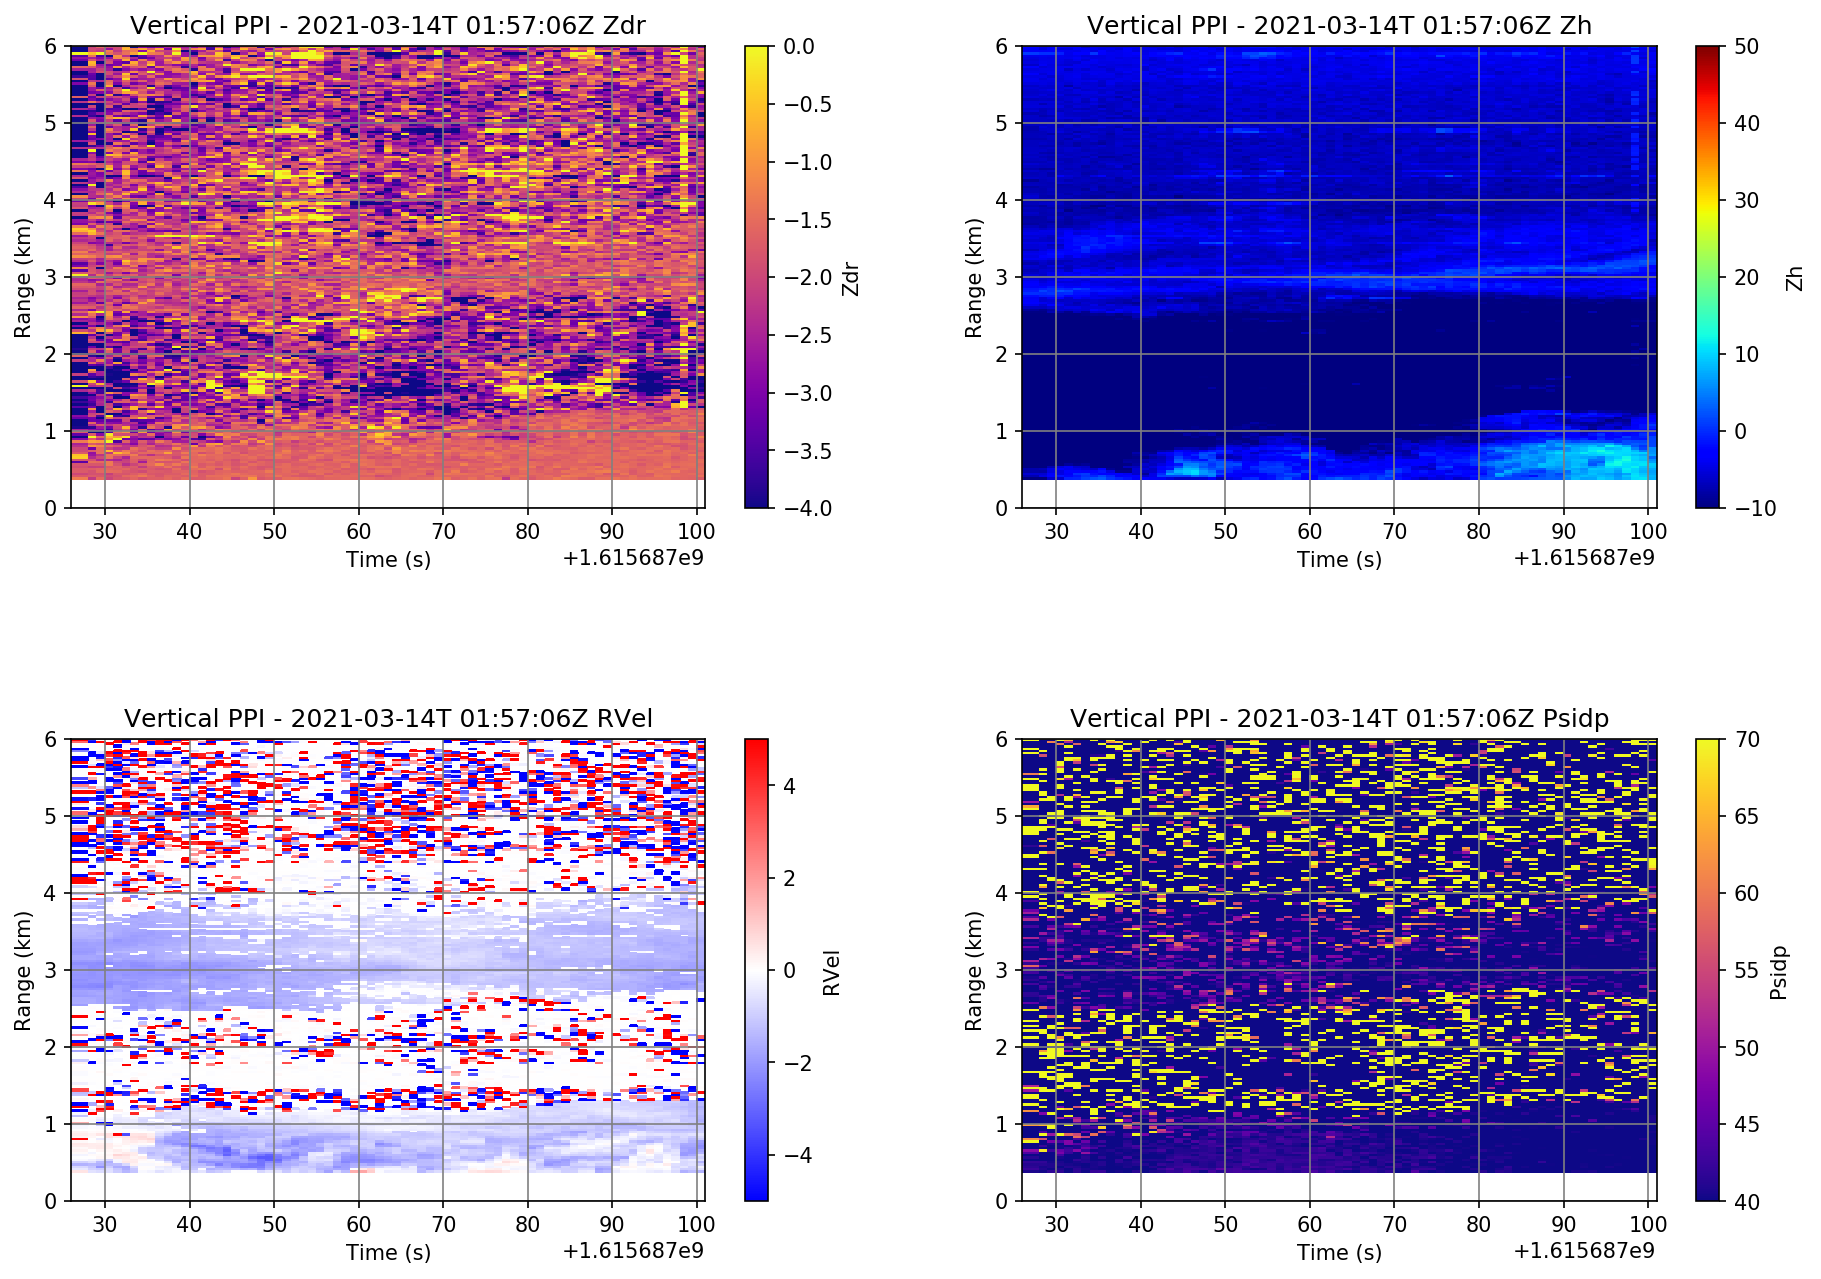 Vertical PPI - 2021-03-14T 01:57:06Z Zdr
6
5
4
3
2
1
0
Range (km)
30 40 50 60 70 80 90 100
Time (s)
+1.615687e9
0.0
−0.5
−1.0
−1.5
−2.0
−2.5
−3.0
−3.5
−4.0
Zdr
Vertical PPI - 2021-03-14T 01:57:06Z Zh
6
5
4
3
2
1
0
Range (km)
30 40 50 60 70 80 90 100
Time (s)
+1.615687e9
50
40
30
20
10
0
−10
Zh
Vertical PPI - 2021-03-14T 01:57:06Z RVel
6
5
4
3
2
1
0
Range (km)
30 40 50 60 70 80 90 100
Time (s)
+1.615687e9
4
2
0
−2
−4
RVel
Vertical PPI - 2021-03-14T 01:57:06Z Psidp
6
5
4
3
2
1
0
Range (km)
30 40 50 60 70 80 90 100
Time (s)
+1.615687e9
70
65
60
55
50
45
40
Psidp